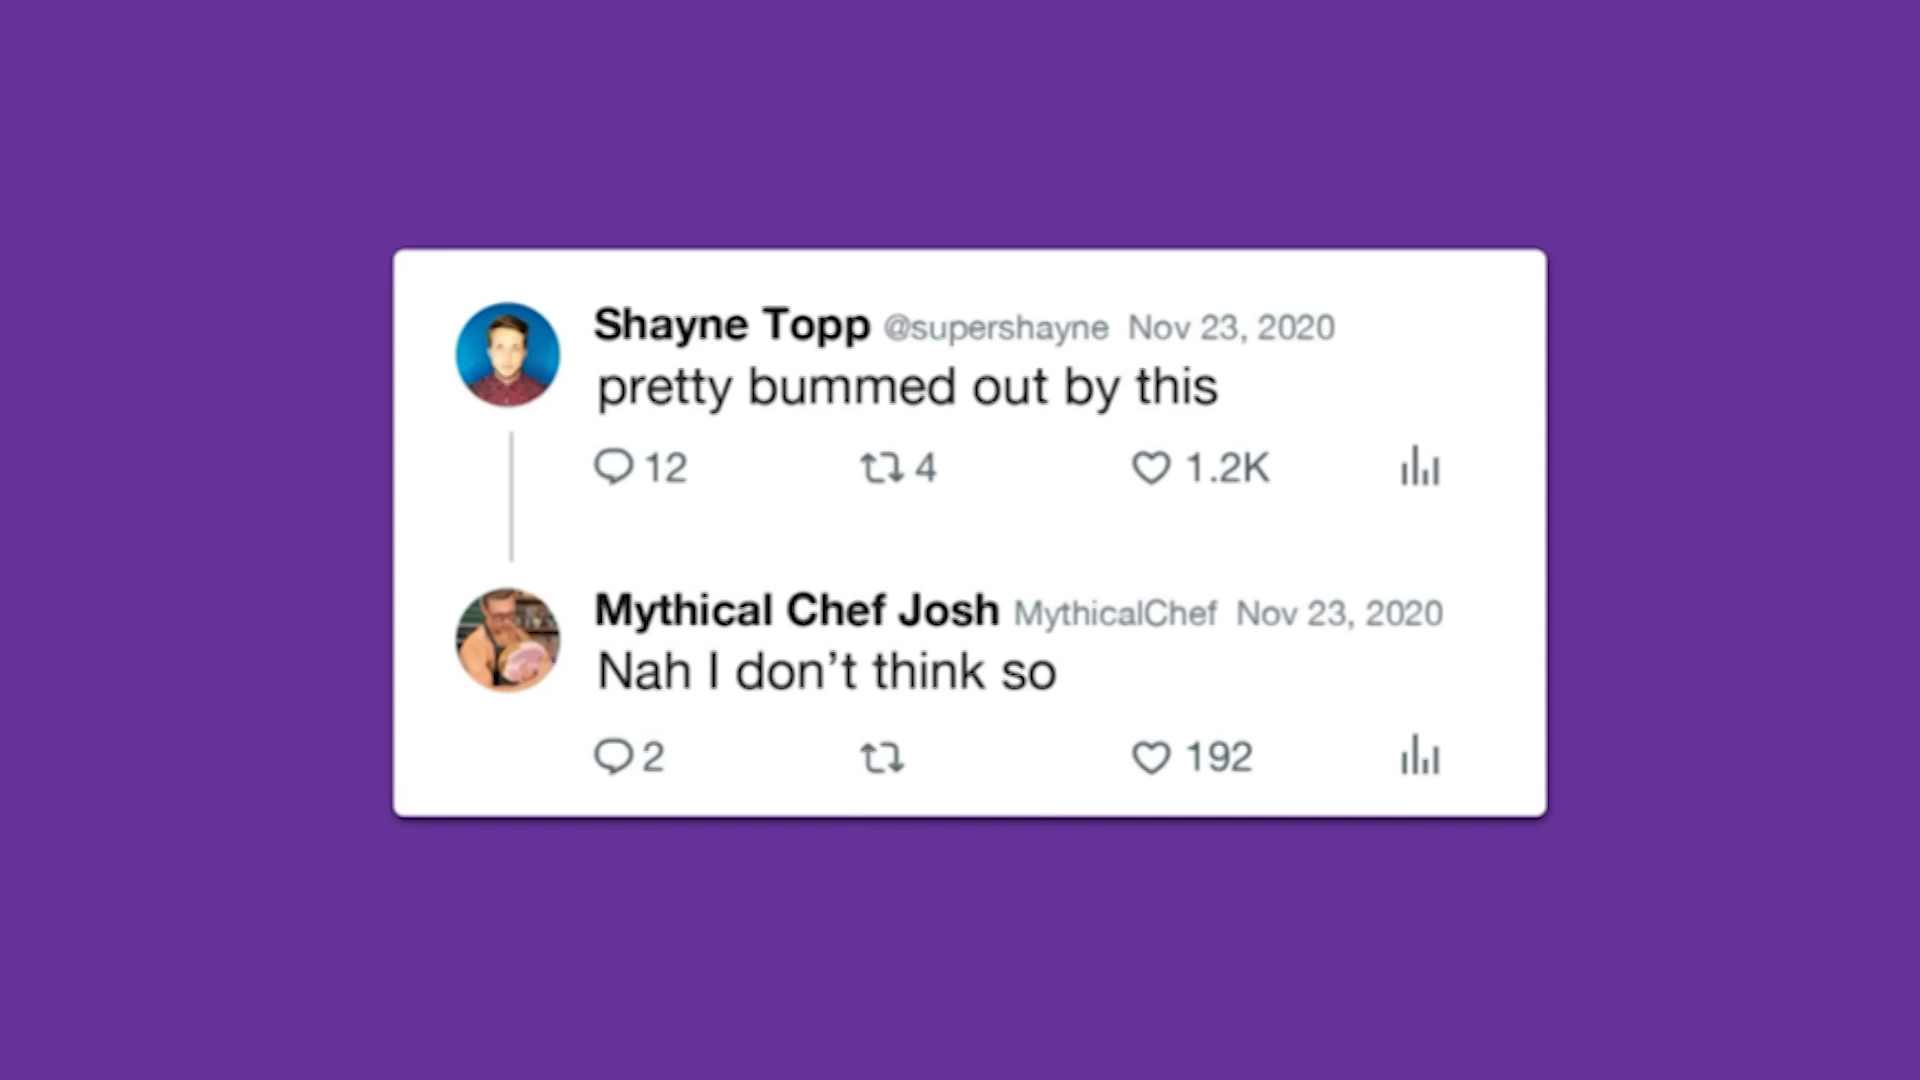 Shayne Topp @supershayne Nov 23, 2020
pretty bummed out by this
12 4 1.2K
Mythical Chef Josh MythicalChef Nov 23, 2020
Nah I don’t think so
2 192